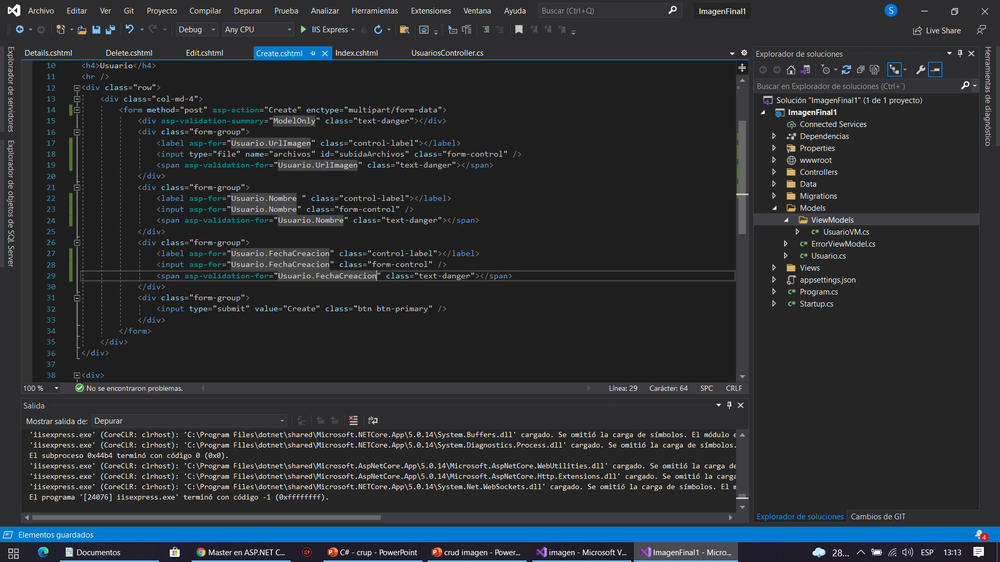 Archivo Editar Ver Git Proyecto Compilar Depurar Prueba Analizar Herramientas Extensiones Ventana Ayuda Buscar (Ctrl+Q) ImagenFinal1 S
Debug Any CPU IIS Express Live Share
Explorador de servidores
Explorador de objetos de SQL Server
Details.cshtml Delete.cshtml Edit.cshtml Create.cshtml Index.cshtml UsuariosController.cs
10 <h4>Usuario</h4>
11 <hr />
12 <div class="row">
13 <div class="col-md-4">
14 <form method="post" asp-action="Create" enctype="multipart/form-data">
15 <div asp-validation-summary="ModelOnly" class="text-danger"></div>
16 <div class="form-group">
17 <label asp-for="Usuario.UrlImagen" class="control-label"></label>
18 <input type="file" name="archivos" id="subidaArchivos" class="form-control" />
19 <span asp-validation-for="Usuario.UrlImagen" class="text-danger"></span>
20 </div>
21 <div class="form-group">
22 <label asp-for="Usuario.Nombre " class="control-label"></label>
23 <input asp-for="Usuario.Nombre" class="form-control" />
24 <span asp-validation-for="Usuario.Nombre" class="text-danger"></span>
25 </div>
26 <div class="form-group">
27 <label asp-for="Usuario.FechaCreacion" class="control-label"></label>
28 <input asp-for="Usuario.FechaCreacion" class="form-control" />
29 <span asp-validation-for="Usuario.FechaCreacion" class="text-danger"></span>
30 </div>
31 <div class="form-group">
32 <input type="submit" value="Create" class="btn btn-primary" />
33 </div>
34 </form>
35 </div>
36 </div>
37
38 <div>
100 % No se encontraron problemas. Línea: 29 Carácter: 64 SPC CRLF
Salida
Mostrar salida de: Depurar
'iisexpress.exe' (CoreCLR: clrhost): 'C:\Program Files\dotnet\shared\Microsoft.NETCore.App\5.0.14\System.Buffers.dll' cargado. Se omitió la carga de símbolos. El módulo e
'iisexpress.exe' (CoreCLR: clrhost): 'C:\Program Files\dotnet\shared\Microsoft.NETCore.App\5.0.14\System.Diagnostics.Process.dll' cargado. Se omitió la carga de símbolos.
El subproceso 0x44b4 terminó con código 0 (0x0).
'iisexpress.exe' (CoreCLR: clrhost): 'C:\Program Files\dotnet\shared\Microsoft.AspNetCore.App\5.0.14\Microsoft.AspNetCore.WebUtilities.dll' cargado. Se omitió la carga de
'iisexpress.exe' (CoreCLR: clrhost): 'C:\Program Files\dotnet\shared\Microsoft.AspNetCore.App\5.0.14\Microsoft.AspNetCore.Http.Extensions.dll' cargado. Se omitió la carga
'iisexpress.exe' (CoreCLR: clrhost): 'C:\Program Files\dotnet\shared\Microsoft.NETCore.App\5.0.14\System.Net.WebSockets.dll' cargado. Se omitió la carga de símbolos. El m
El programa '[24076] iisexpress.exe' terminó con código -1 (0xffffffff).
Explorador de soluciones
Buscar en Explorador de soluciones (Ctrl+´)
Solución "ImagenFinal1" (1 de 1 proyecto)
ImagenFinal1
Connected Services
Dependencias
Properties
wwwroot
Controllers
Data
Migrations
Models
ViewModels
C# UsuarioVM.cs
C# ErrorViewModel.cs
C# Usuario.cs
Views
appsettings.json
C# Program.cs
C# Startup.cs
Explorador de soluciones Cambios de GIT
Herramientas de diagnóstico
Elementos guardados 4
Documentos Master en ASP.NET C... C# - crup - PowerPoint crud imagen - Power... imagen - Microsoft V... ImagenFinal1 - Micro... 28... ESP 13:13